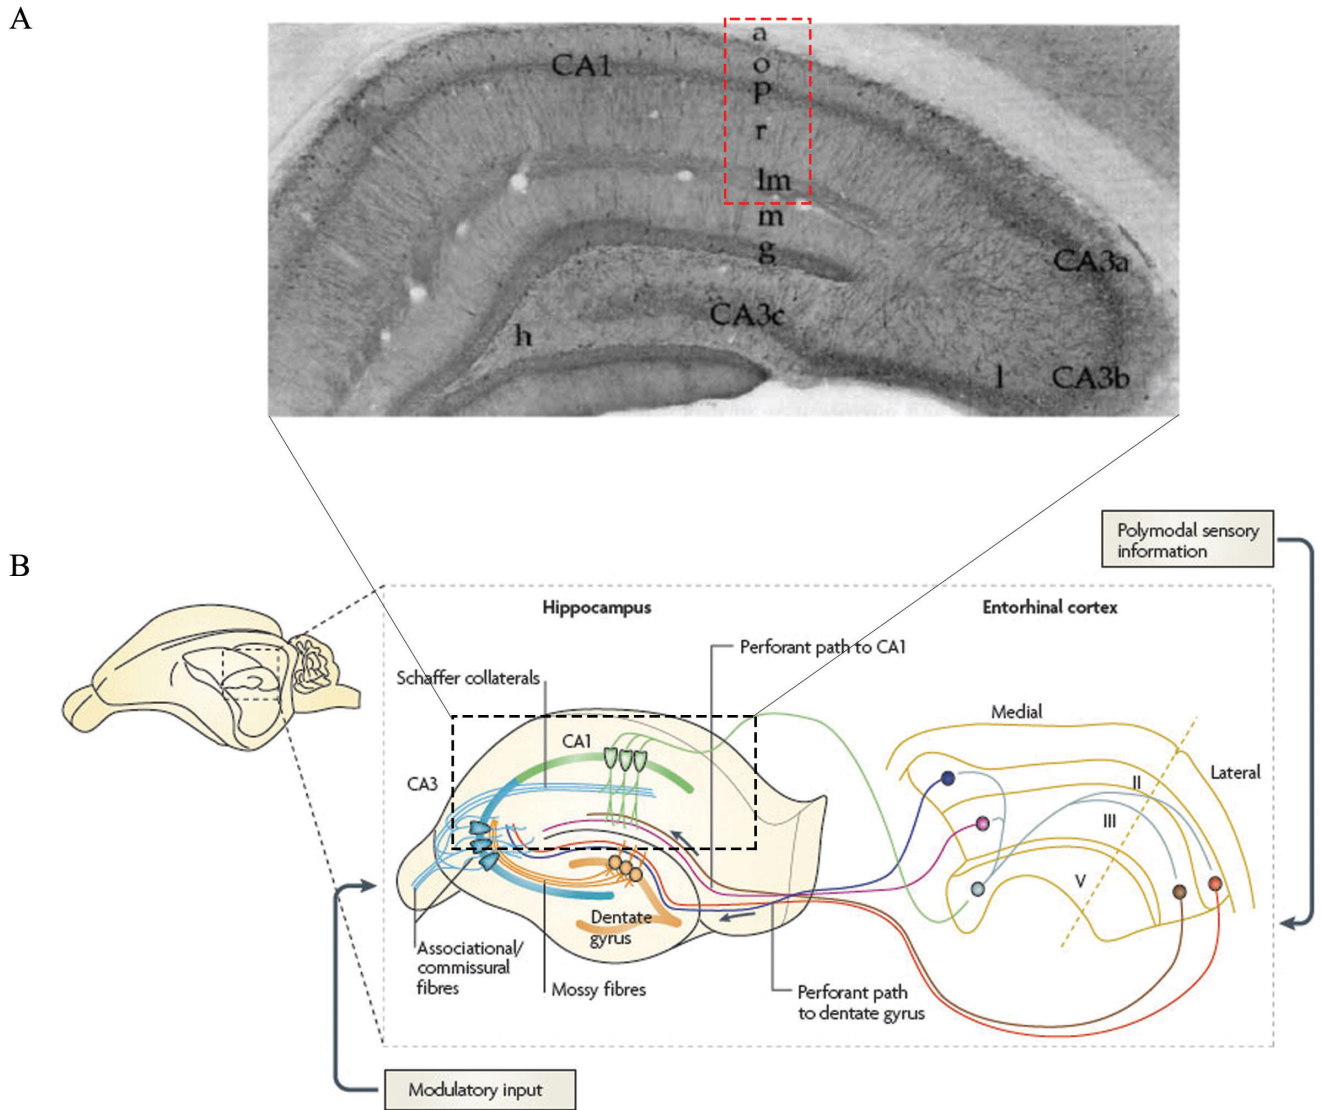 A
a
o
CA1
p
r
lm
m
g
CA3a
CA3c
h
l
CA3b
B
Polymodal sensory
information
Hippocampus
Entorhinal cortex
Perforant path to CA1
Schaffer collaterals
Medial
CA1
Lateral
CA3
II
III
V
Dentate
gyrus
Associational/
commissural
fibres
Mossy fibres
Perforant path
to dentate gyrus
Modulatory input